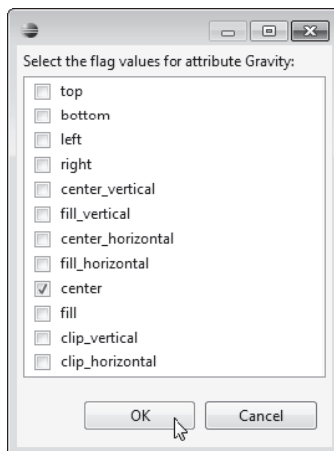 Select the flag values for attribute Gravity:
top
bottom
left
right
center_vertical
fill_vertical
center_horizontal
fill_horizontal
center
fill
clip_vertical
clip_horizontal
OK
Cancel